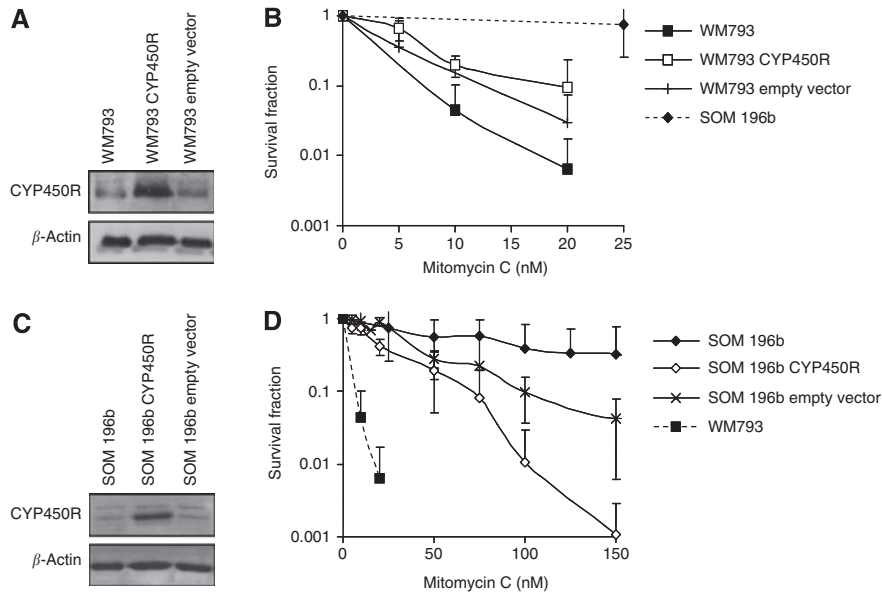 A
WM793
WM793 CYP450R
WM793 empty vector
CYP450R
β-Actin
B
Survival fraction
1
0.1
0.01
0.001
0
5
10
15
20
25
Mitomycin C (nM)
WM793
WM793 CYP450R
WM793 empty vector
SOM 196b
C
SOM 196b
SOM 196b CYP450R
SOM 196b empty vector
CYP450R
β-Actin
D
Survival fraction
1
0.1
0.01
0.001
0
50
100
150
Mitomycin C (nM)
SOM 196b
SOM 196b CYP450R
SOM 196b empty vector
WM793